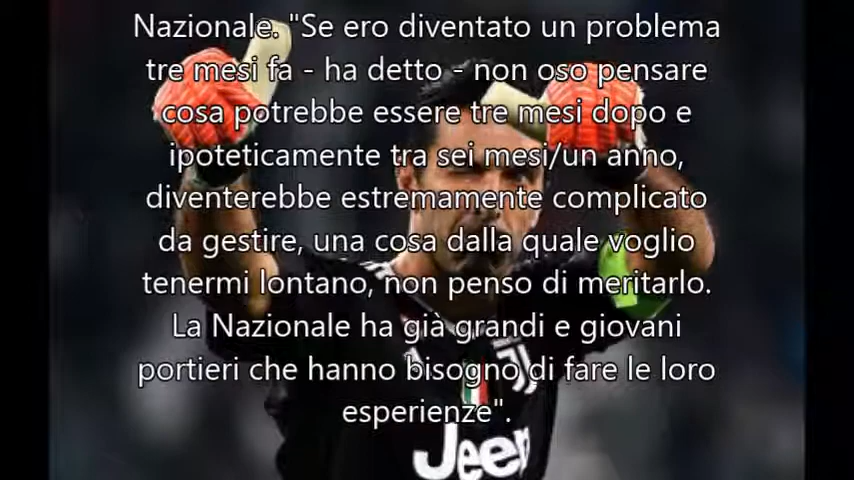 Nazionale. "Se ero diventato un problema
tre mesi fa - ha detto - non oso pensare
cosa potrebbe essere tre mesi dopo e
ipoteticamente tra sei mesi/un anno,
diventerebbe estremamente complicato
da gestire, una cosa dalla quale voglio
tenermi lontano, non penso di meritarlo.
La Nazionale ha già grandi e giovani
portieri che hanno bisogno di fare le loro
esperienze".
Jeep